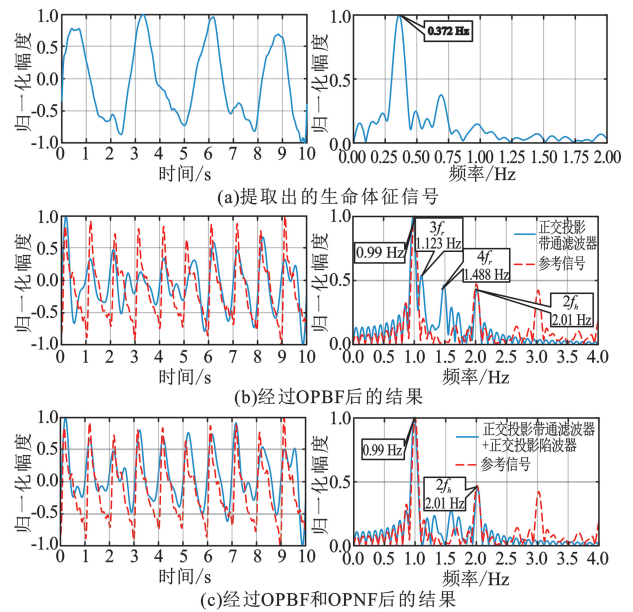 归一化幅度
1.0
0.5
0.0
-0.5
-1.0
0 1 2 3 4 5 6 7 8 9 10
时间/s
归一化幅度
1.0
0.5
0
0.00 0.25 0.50 0.75 1.00 1.25 1.50 1.75 2.00
频率/Hz
0.372 Hz
(a)提取出的生命体征信号
归一化幅度
1.0
0.5
0.0
-0.5
-1.0
0 1 2 3 4 5 6 7 8 9 10
时间/s
归一化幅度
1.0
0.5
0.0
0.0 0.5 1.0 1.5 2.0 2.5 3.0 3.5 4.0
频率/Hz
0.99 Hz
3fr
1.123 Hz
4fr
1.488 Hz
2fh
2.01 Hz
正交投影
带通滤波器
参考信号
(b)经过OPBF后的结果
归一化幅度
1.0
0.5
0.0
-0.5
-1.0
0 1 2 3 4 5 6 7 8 9 10
时间/s
归一化幅度
1.0
0.5
0.0
0.0 0.5 1.0 1.5 2.0 2.5 3.0 3.5 4.0
频率/Hz
0.99 Hz
2fh
2.01 Hz
正交投影带通滤波器
+正交投影陷波器
参考信号
(c)经过OPBF和OPNF后的结果